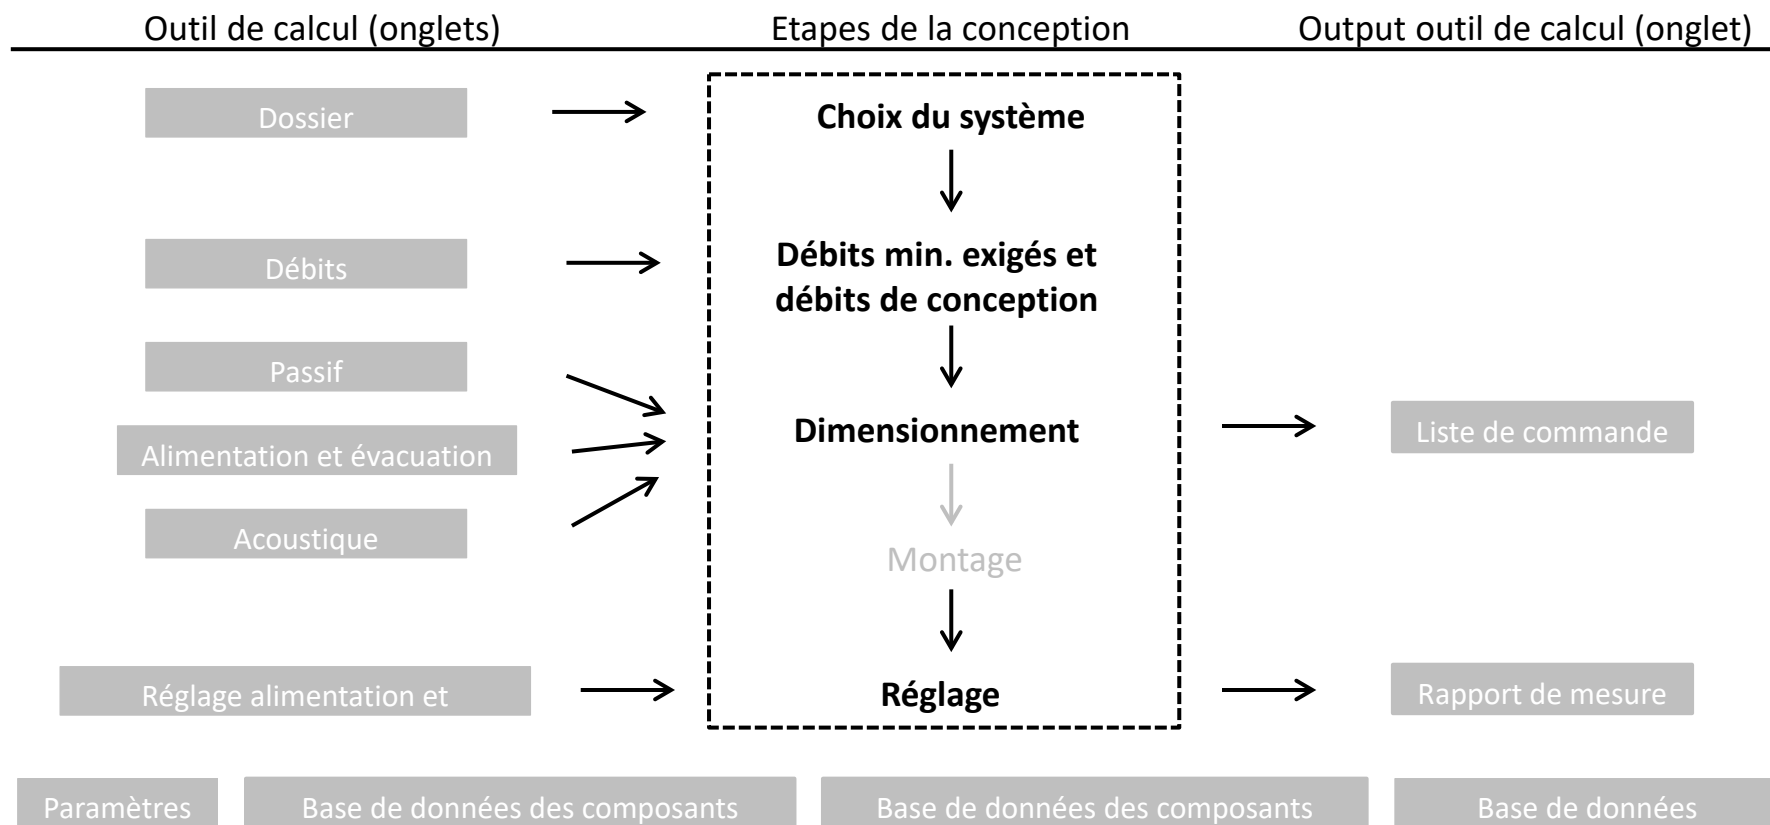 Outil de calcul (onglets)
Etapes de la conception
Output outil de calcul (onglet)
Dossier
Choix du système
Débits
Débits min. exigés et
débits de conception
Passif
Alimentation et évacuation
Acoustique
Dimensionnement
Liste de commande
Montage
Réglage alimentation et
Réglage
Rapport de mesure
Paramètres
Base de données des composants
Base de données des composants
Base de données